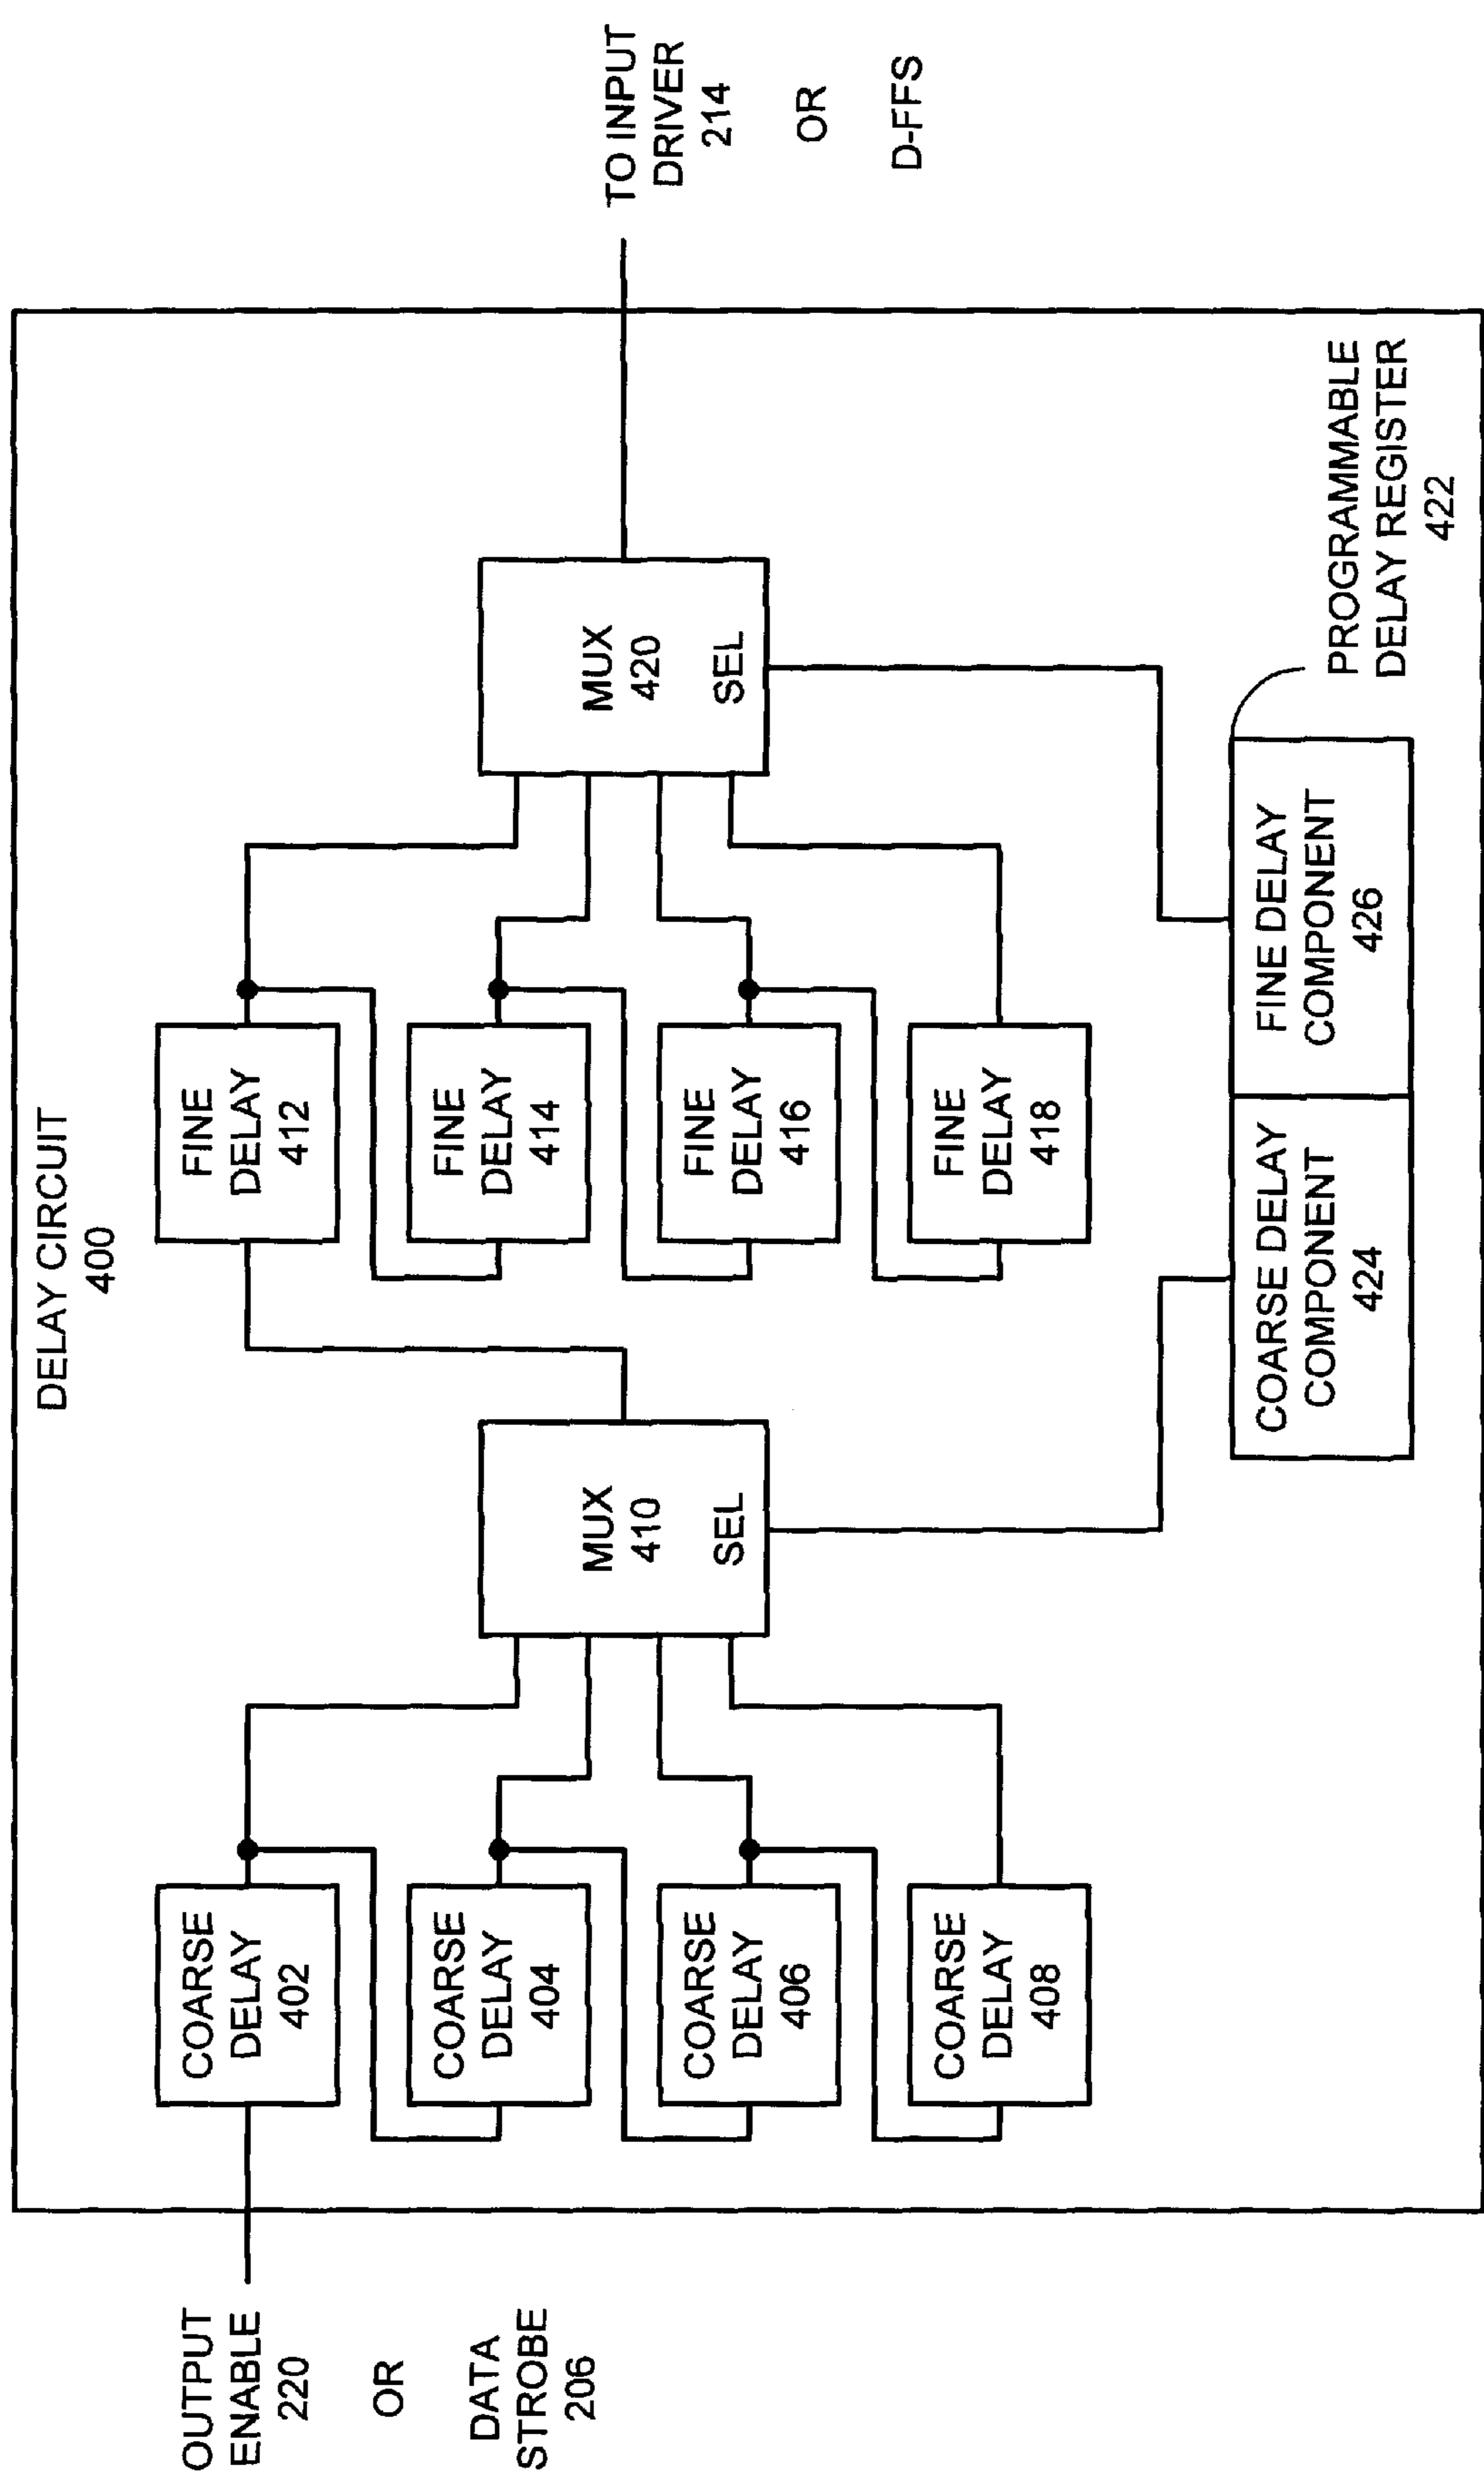 DELAY CIRCUIT
400
OUTPUT
ENABLE
220
OR
DATA
STROBE
206
COARSE
DELAY
402
COARSE
DELAY
404
COARSE
DELAY
406
COARSE
DELAY
408
MUX
410
SEL
FINE
DELAY
412
FINE
DELAY
414
FINE
DELAY
416
FINE
DELAY
418
MUX
420
SEL
TO INPUT
DRIVER
214
OR
D-FFS
COARSE DELAY
COMPONENT
424
FINE DELAY
COMPONENT
426
PROGRAMMABLE
DELAY REGISTER
422